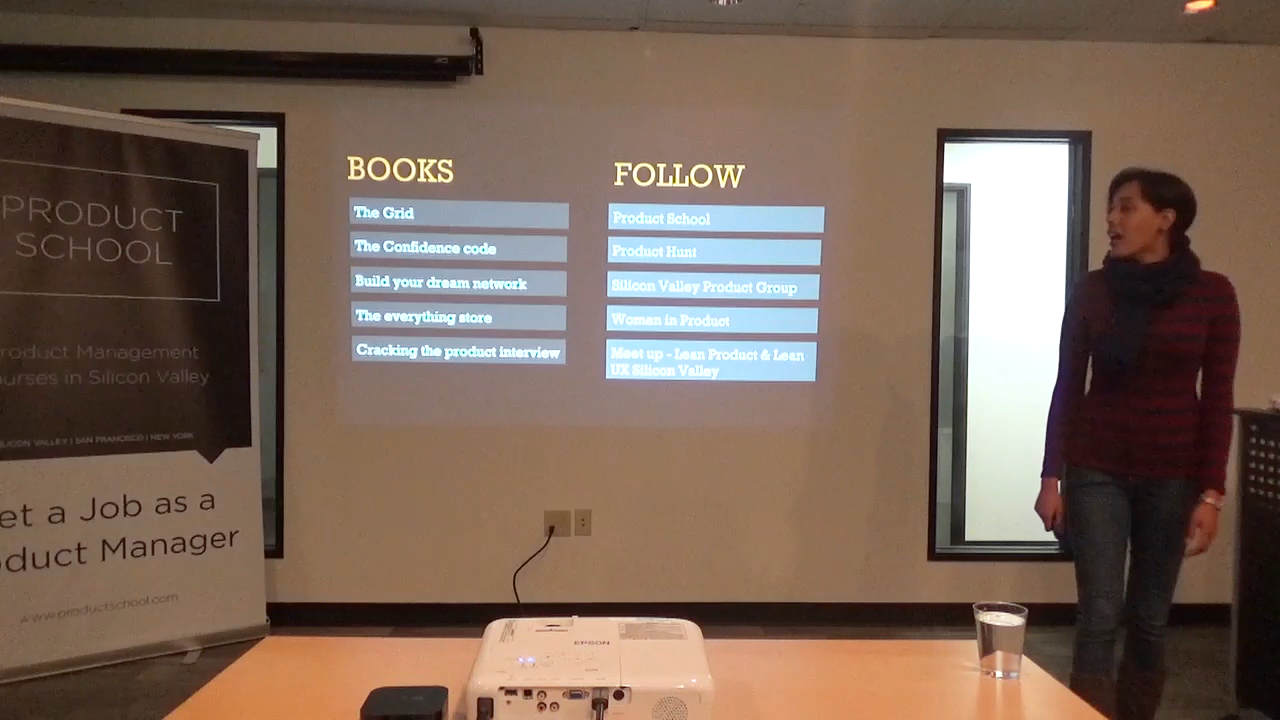 PRODUCT
SCHOOL
roduct Management
urses in Silicon Valley
SILICON VALLEY | SAN FRANCISCO | NEW YORK
et a Job as a
oduct Manager
www.productschool.com
BOOKS
The Grid
The Confidence code
Build your dream network
The everything store
Cracking the product interview
FOLLOW
Product School
Product Hunt
Silicon Valley Product Group
Woman in Product
Meet up - Lean Product & Lean
UX Silicon Valley
EPSON